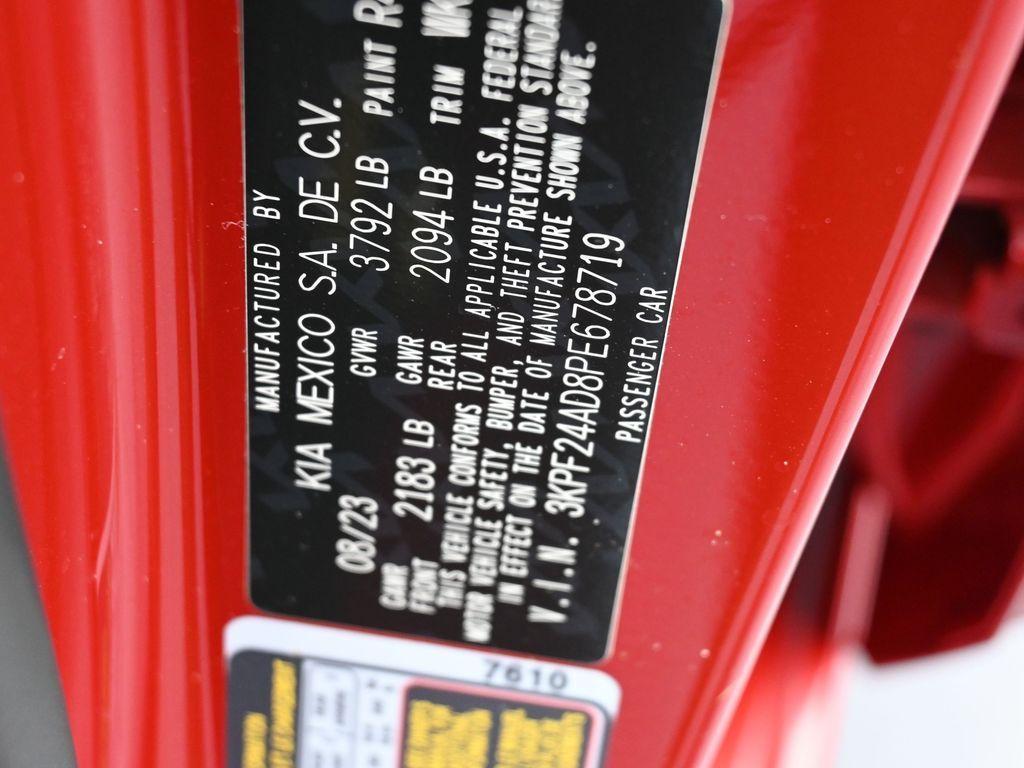 MANUFACTURED BY
KIA MEXICO S.A. DE C.V.
08/23 GVWR 3792 LB PAINT
GAWR FRONT 2183 LB GAWR REAR 2094 LB TRIM
THIS VEHICLE CONFORMS TO ALL APPLICABLE U.S.A. FEDERAL
MOTOR VEHICLE SAFETY, BUMPER, AND THEFT PREVENTION STANDARDS
IN EFFECT ON THE DATE OF MANUFACTURE SHOWN ABOVE.
V.I.N. 3KPF24AD8PE678719
PASSENGER CAR
7610